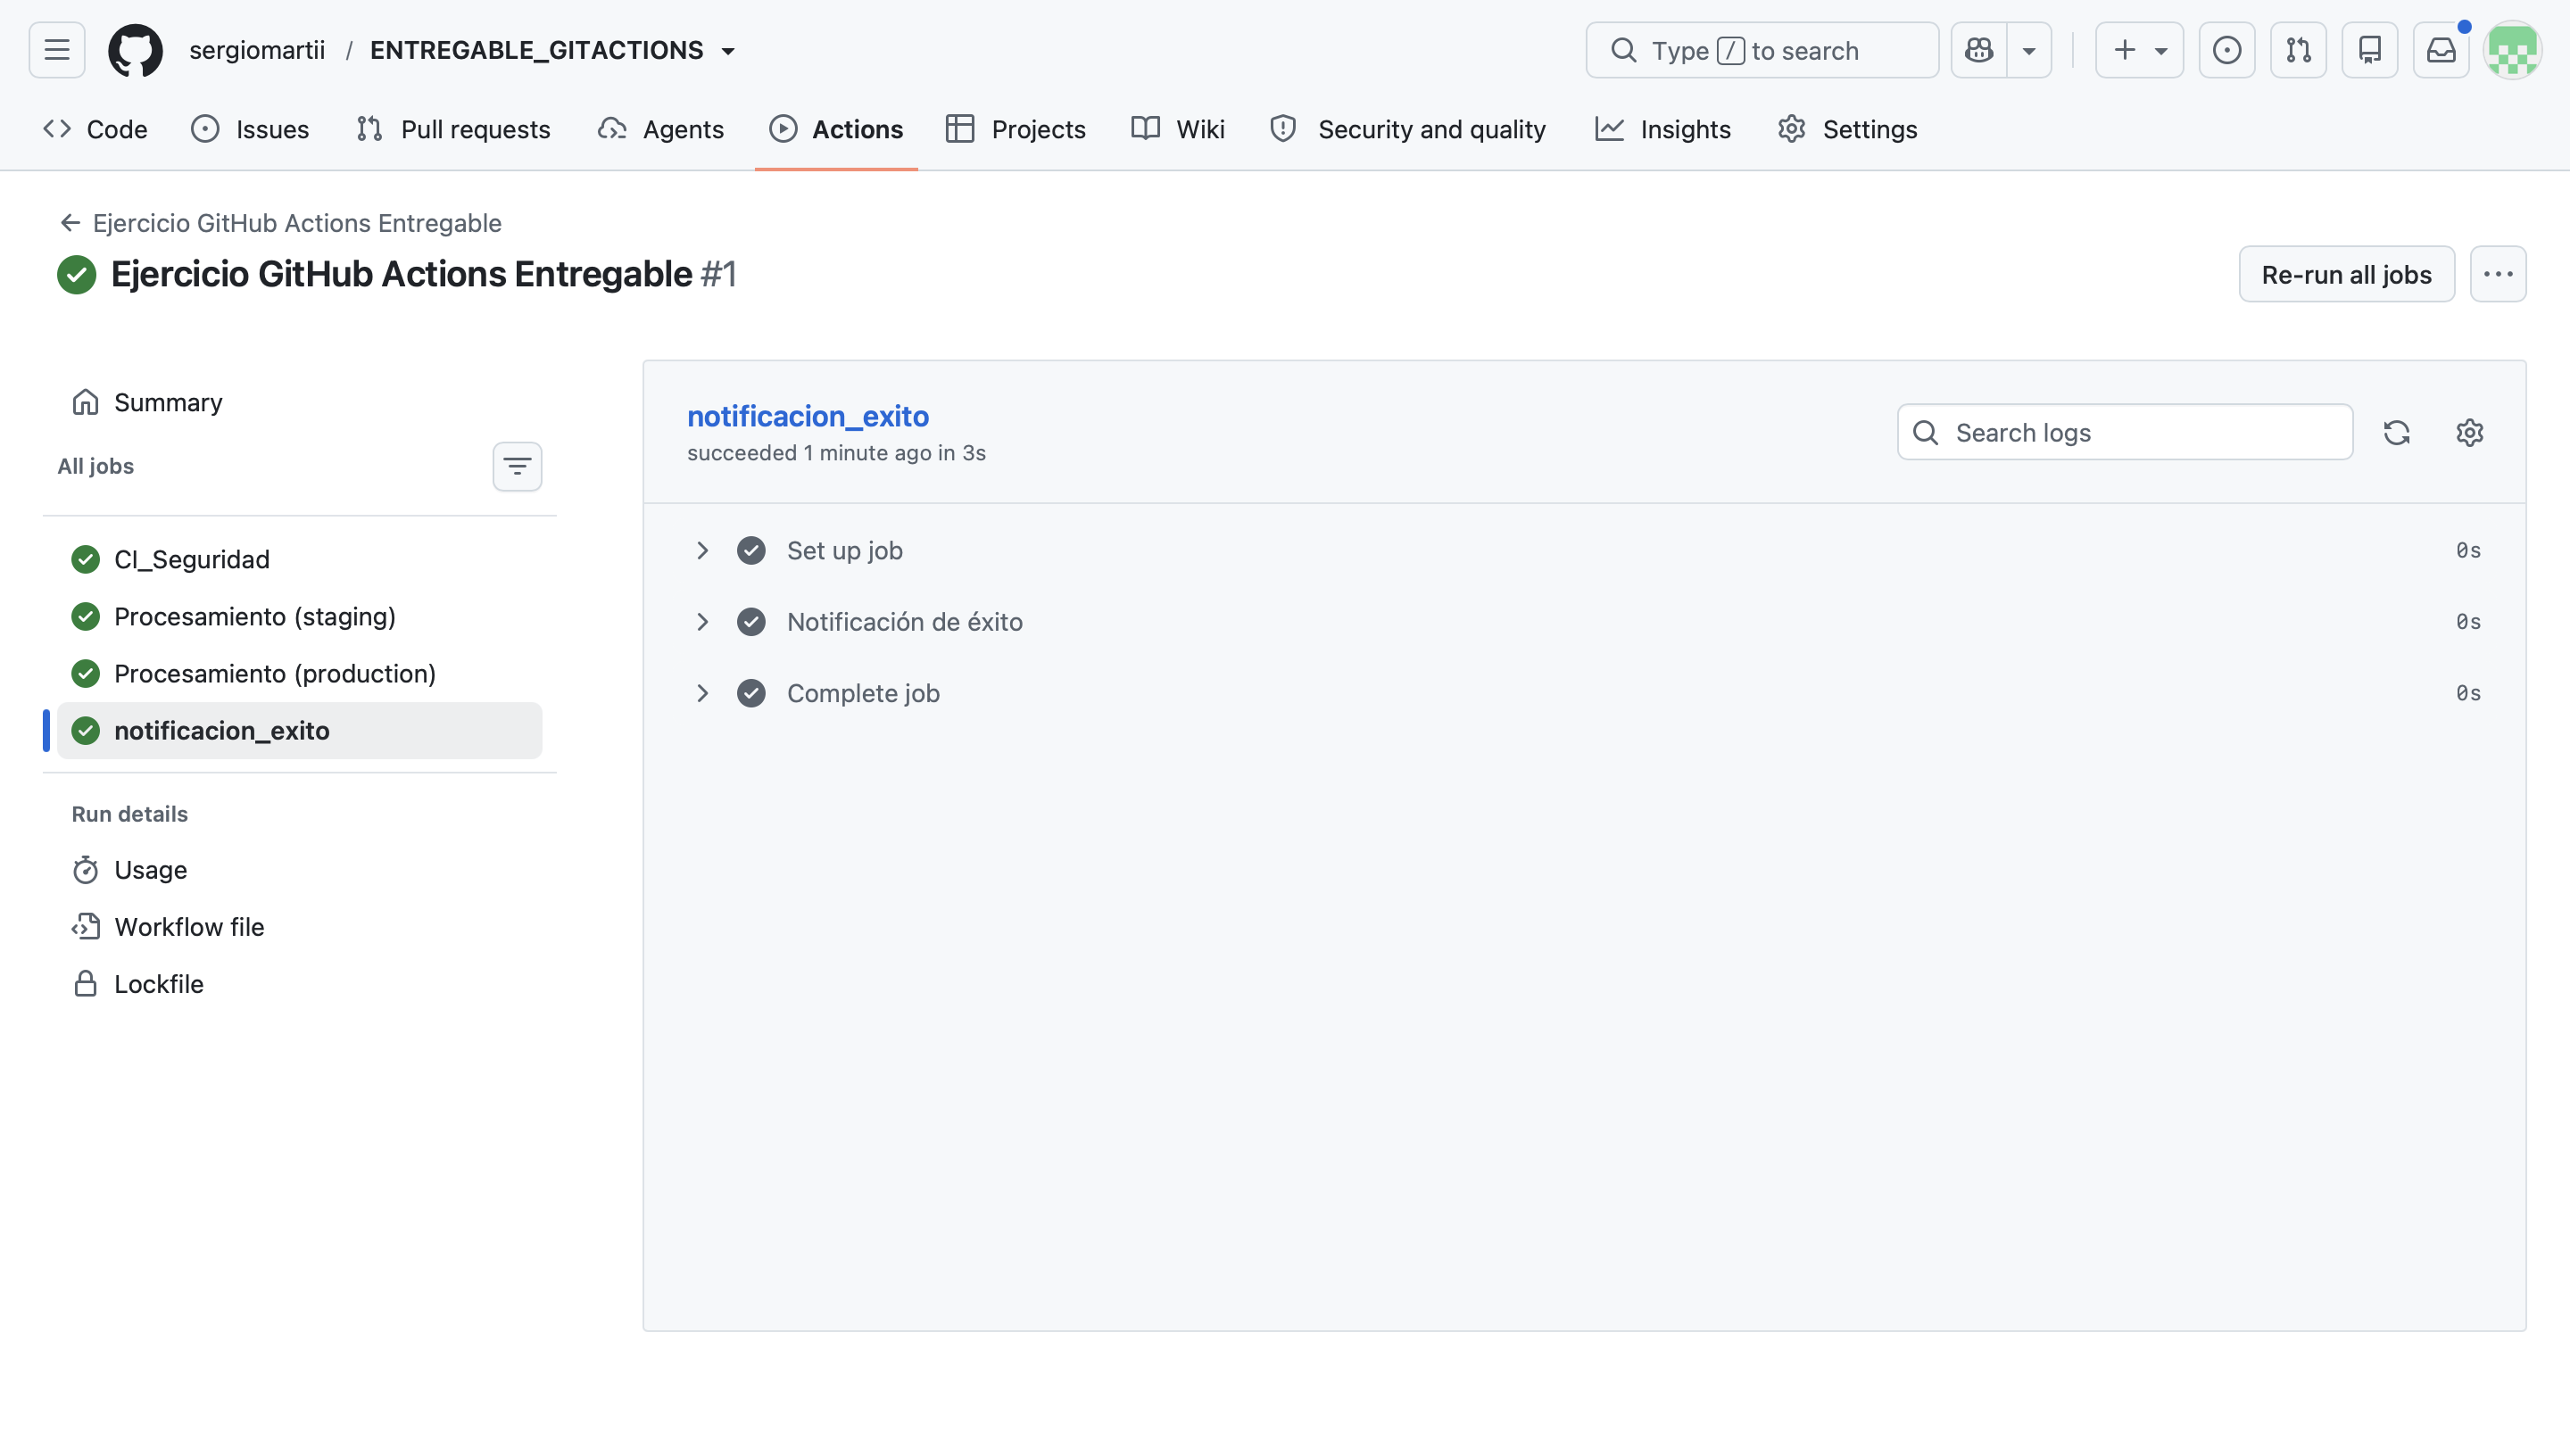 sergiomartii / ENTREGABLE_GITACTIONS
Type / to search
Code Issues Pull requests Agents Actions Projects Wiki Security and quality Insights Settings
Ejercicio GitHub Actions Entregable
Ejercicio GitHub Actions Entregable #1
Re-run all jobs
Summary
All jobs
CI_Seguridad
Procesamiento (staging)
Procesamiento (production)
notificacion_exito
Run details
Usage
Workflow file
Lockfile
notificacion_exito
succeeded 1 minute ago in 3s
Search logs
Set up job 0s
Notificación de éxito 0s
Complete job 0s